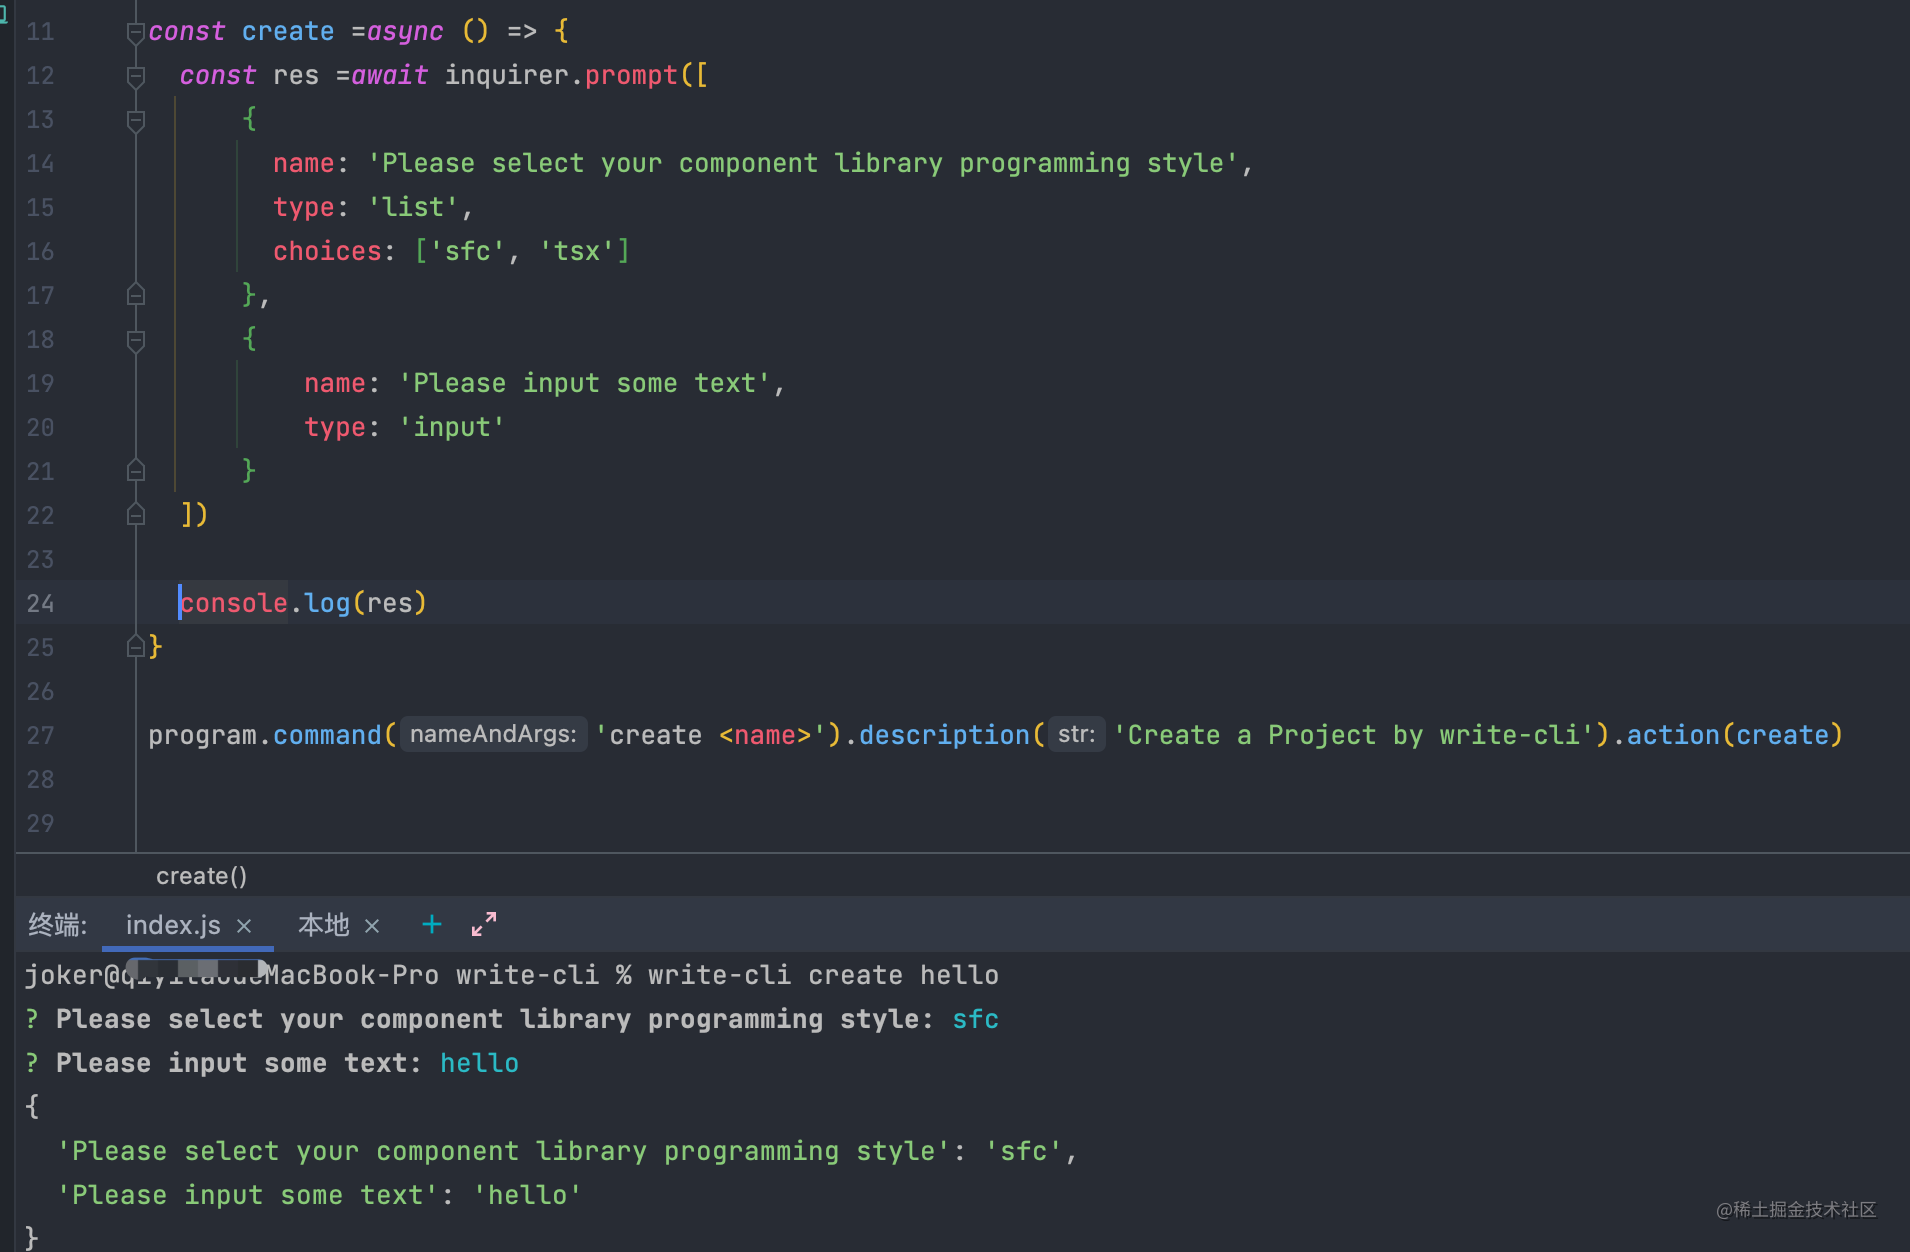 11 const create =async () => {
12 const res =await inquirer.prompt([
13 {
14 name: 'Please select your component library programming style',
15 type: 'list',
16 choices: ['sfc', 'tsx']
17 },
18 {
19 name: 'Please input some text',
20 type: 'input'
21 }
22 ])
23
24 console.log(res)
25 }
26
27 program.command( nameAndArgs: 'create <name>').description( str: 'Create a Project by write-cli').action(create)
28
29
create()
终端: index.js × 本地 × +
MacBook-Pro write-cli % write-cli create hello
? Please select your component library programming style: sfc
? Please input some text: hello
{
'Please select your component library programming style': 'sfc',
'Please input some text': 'hello'
}
@稀土掘金技术社区